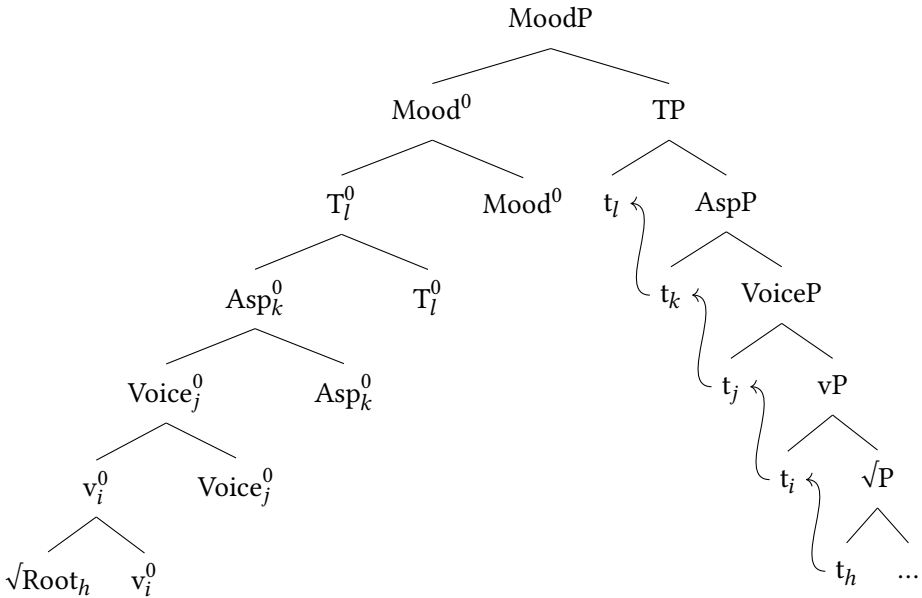 MoodP
Mood⁰ TP
T⁰ₗ Mood⁰ tₗ AspP
Asp⁰ₖ T⁰ₗ tₖ VoiceP
Voice⁰ⱼ Asp⁰ₖ tⱼ vP
v⁰ᵢ Voice⁰ⱼ tᵢ √P
√Rootₕ v⁰ᵢ tₕ ...